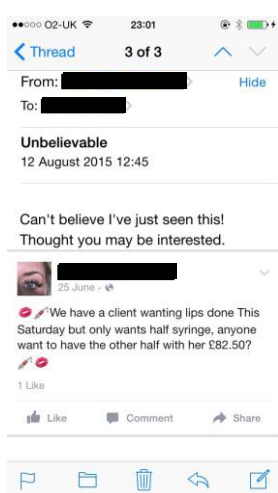 O2-UK 23:01
Thread 3 of 3
From: Hide
To:
Unbelievable
12 August 2015 12:45
Can't believe I've just seen this!
Thought you may be interested.
25 June ·
💋💉We have a client wanting lips done This
Saturday but only wants half syringe, anyone
want to have the other half with her £82.50?
💉💋
1 Like
Like Comment Share